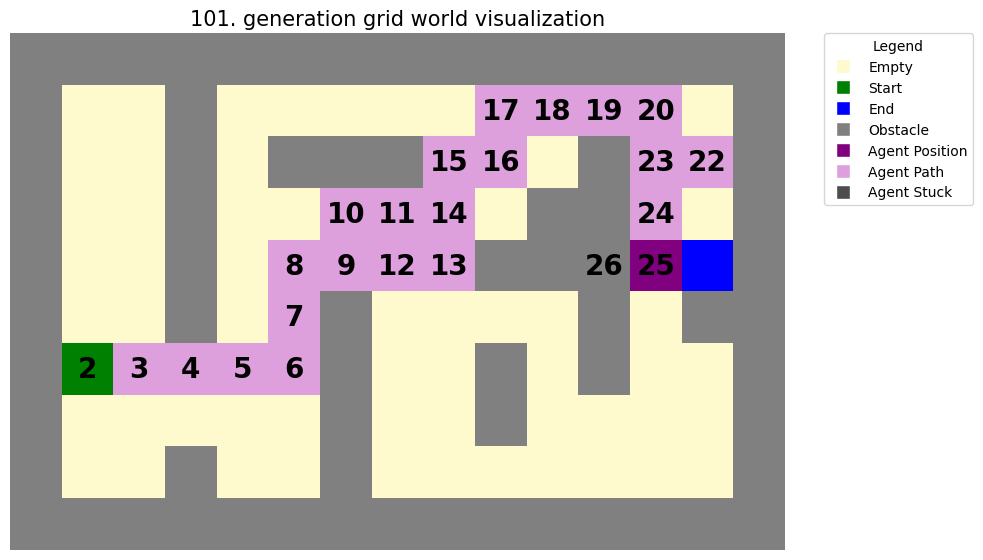 101. generation grid world visualization
17 18 19 20
15 16 23 22
10 11 14 24
8 9 12 13 26 25
7
2 3 4 5 6
Legend
Empty
Start
End
Obstacle
Agent Position
Agent Path
Agent Stuck